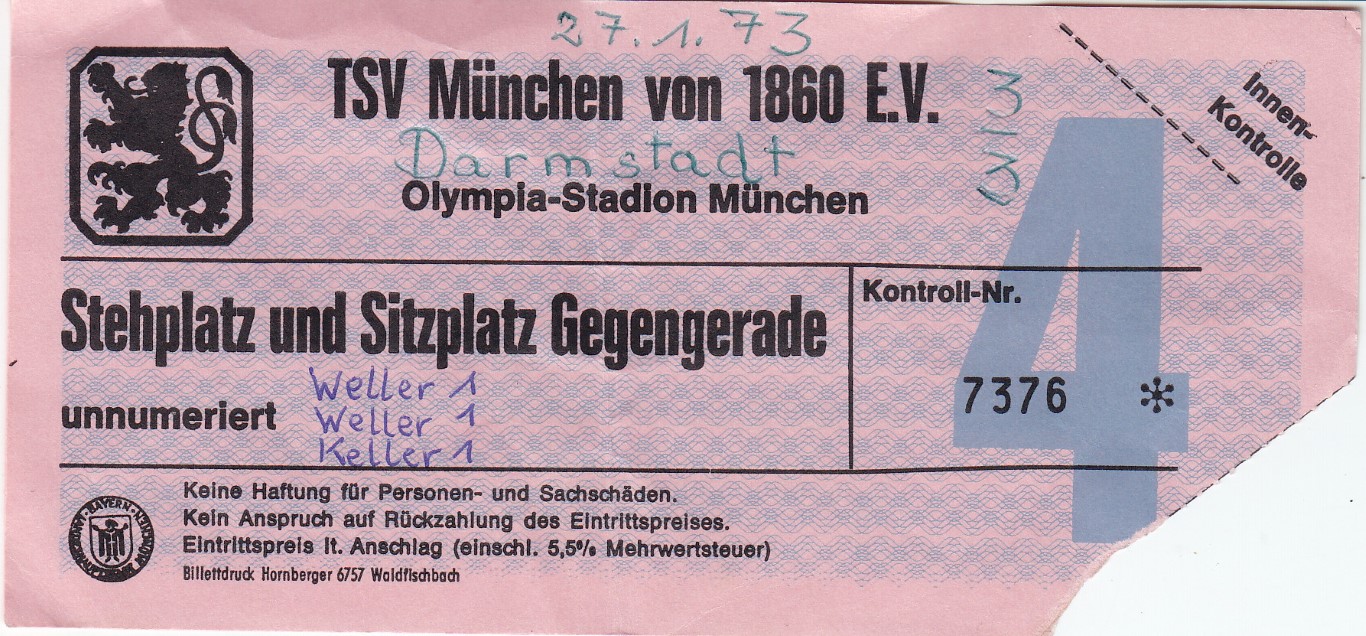 27.1.73
TSV München von 1860 E.V.
3:3
Innen-
Kontrolle
Darmstadt
Olympia-Stadion München
4
Stehplatz und Sitzplatz Gegengerade
Kontroll-Nr.
unnumeriert
Weller 1
Weller 1
Keller 1
7376 *
Keine Haftung für Personen- und Sachschäden.
Kein Anspruch auf Rückzahlung des Eintrittspreises.
Eintrittspreis lt. Anschlag (einschl. 5,5% Mehrwertsteuer)
Billettdruck Hornberger 6757 Waldfischbach
BAYERN